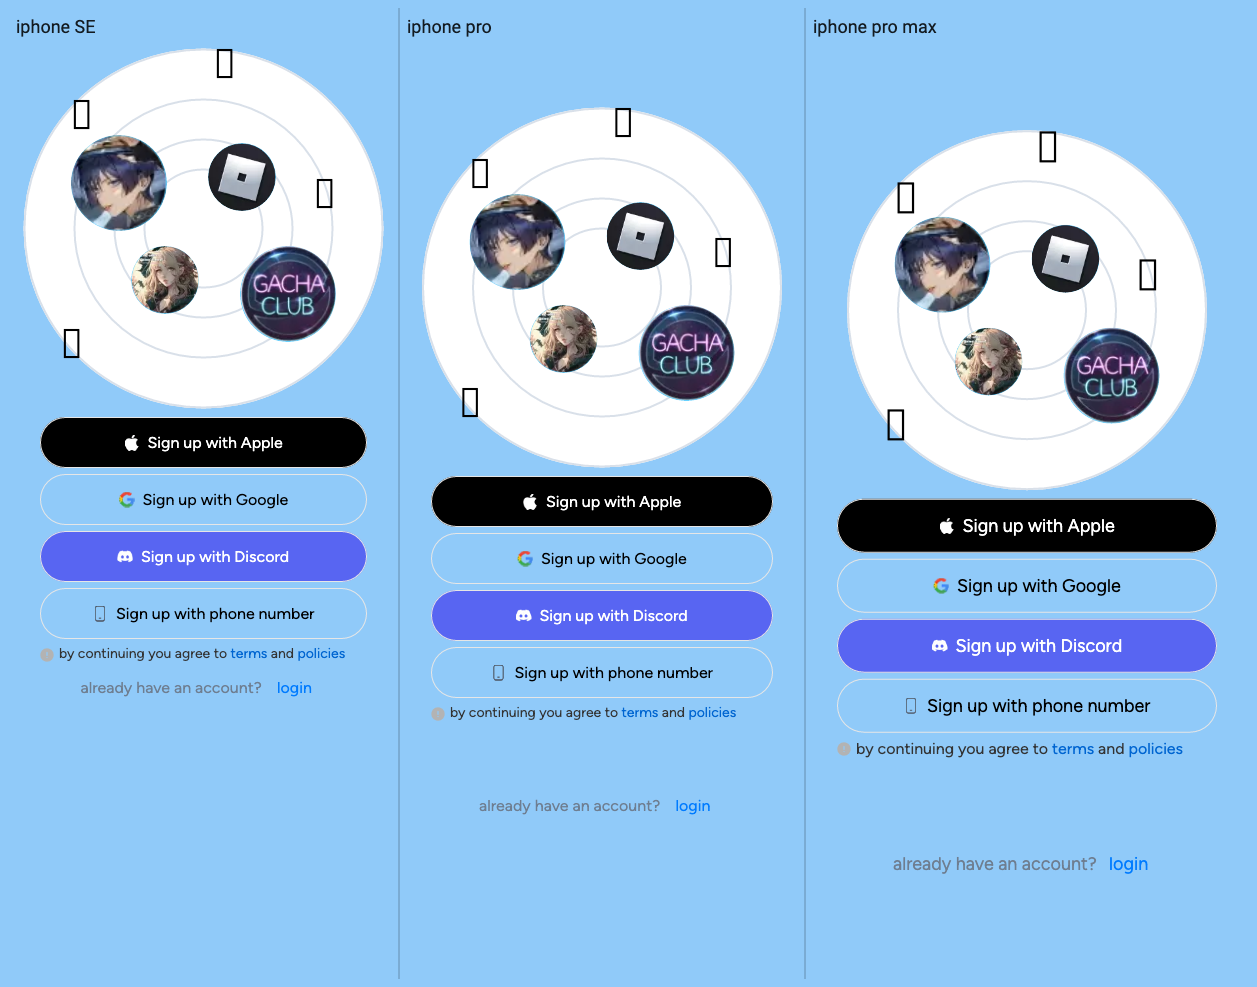 iphone SE
GACHA
CLUB
Sign up with Apple
Sign up with Google
Sign up with Discord
Sign up with phone number
by continuing you agree to terms and policies
already have an account? login
iphone pro
GACHA
CLUB
Sign up with Apple
Sign up with Google
Sign up with Discord
Sign up with phone number
by continuing you agree to terms and policies
already have an account? login
iphone pro max
GACHA
CLUB
Sign up with Apple
Sign up with Google
Sign up with Discord
Sign up with phone number
by continuing you agree to terms and policies
already have an account? login